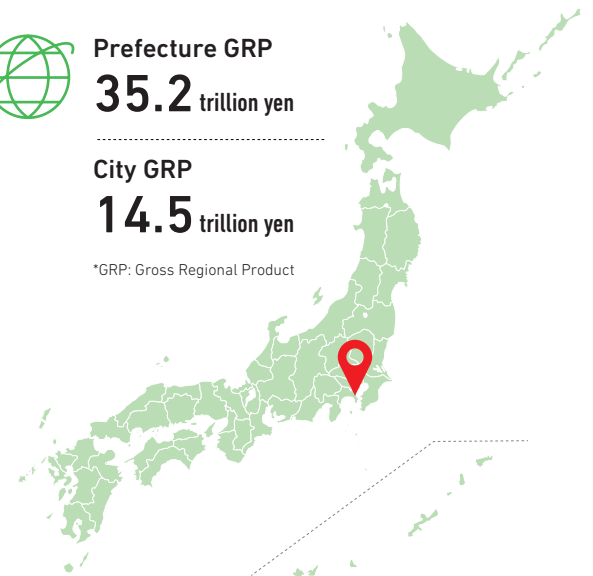 Prefecture GRP
35.2 trillion yen
City GRP
14.5 trillion yen
*GRP: Gross Regional Product